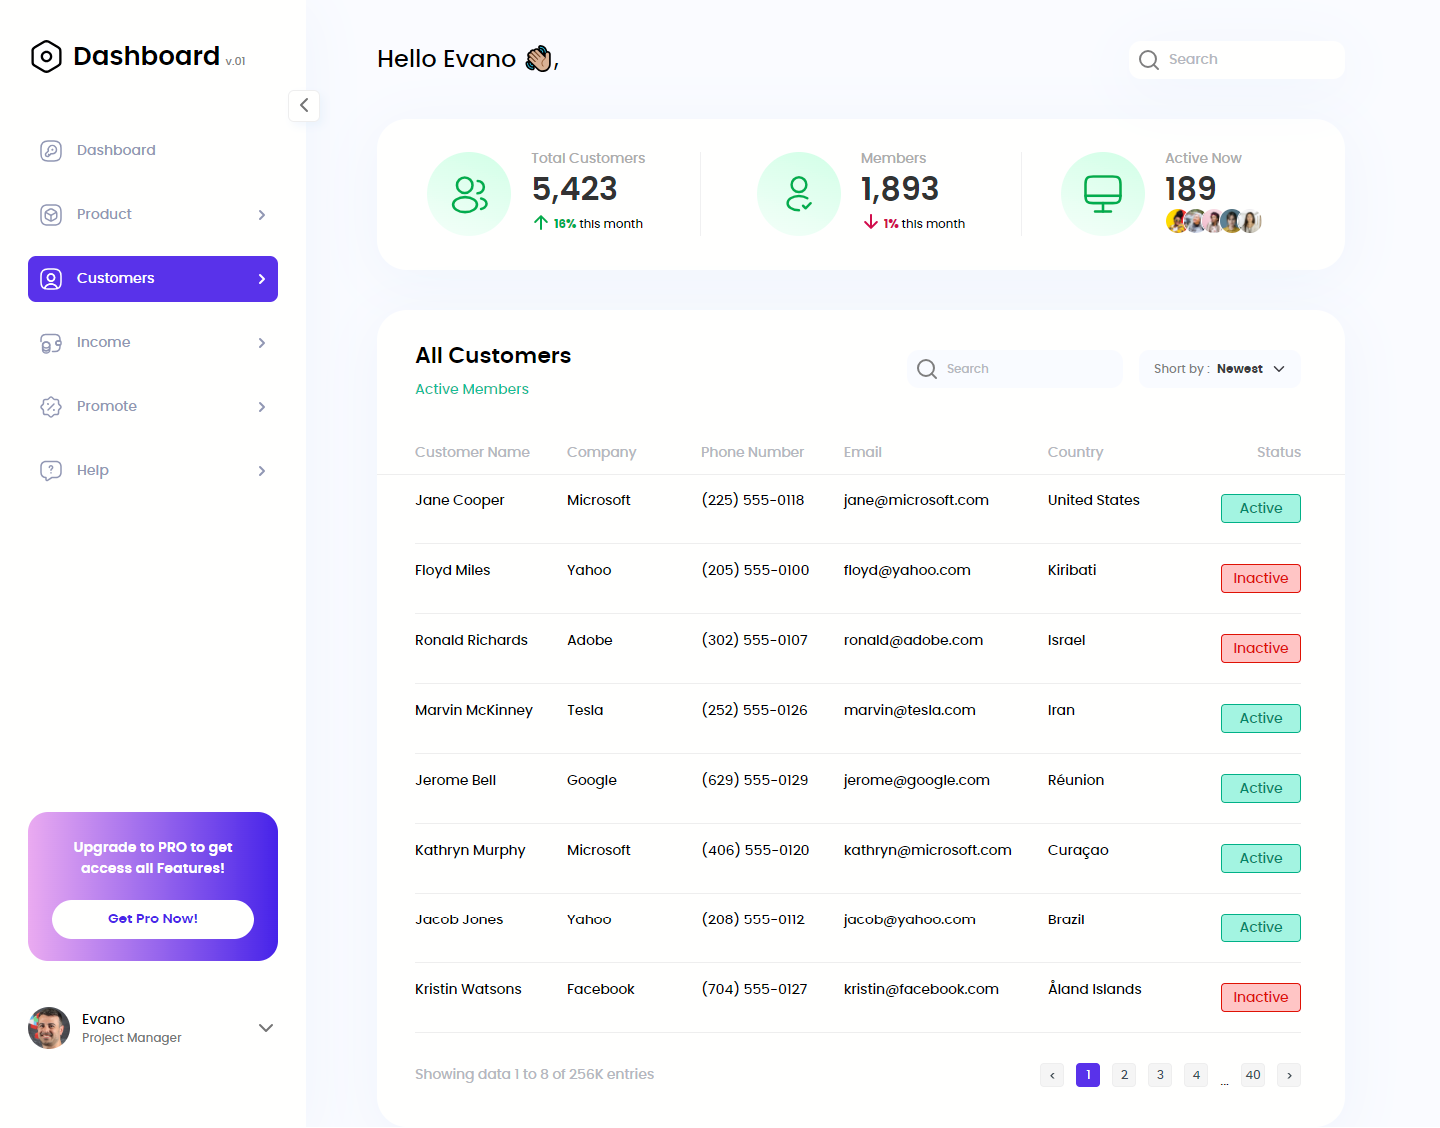 Dashboard v.01
Dashboard
Product
Customers
Income
Promote
Help
Upgrade to PRO to get
access all Features!
Get Pro Now!
Evano
Project Manager
Hello Evano 👋🏼,
Search
Total Customers
5,423
16% this month
Members
1,893
1% this month
Active Now
189
All Customers
Active Members
Search
Short by : Newest
Customer Name Company Phone Number Email Country Status
Jane Cooper Microsoft (225) 555-0118 jane@microsoft.com United States Active
Floyd Miles Yahoo (205) 555-0100 floyd@yahoo.com Kiribati Inactive
Ronald Richards Adobe (302) 555-0107 ronald@adobe.com Israel Inactive
Marvin McKinney Tesla (252) 555-0126 marvin@tesla.com Iran Active
Jerome Bell Google (629) 555-0129 jerome@google.com Réunion Active
Kathryn Murphy Microsoft (406) 555-0120 kathryn@microsoft.com Curaçao Active
Jacob Jones Yahoo (208) 555-0112 jacob@yahoo.com Brazil Active
Kristin Watsons Facebook (704) 555-0127 kristin@facebook.com Åland Islands Inactive
Showing data 1 to 8 of 256K entries
‹ 1 2 3 4 ... 40 ›